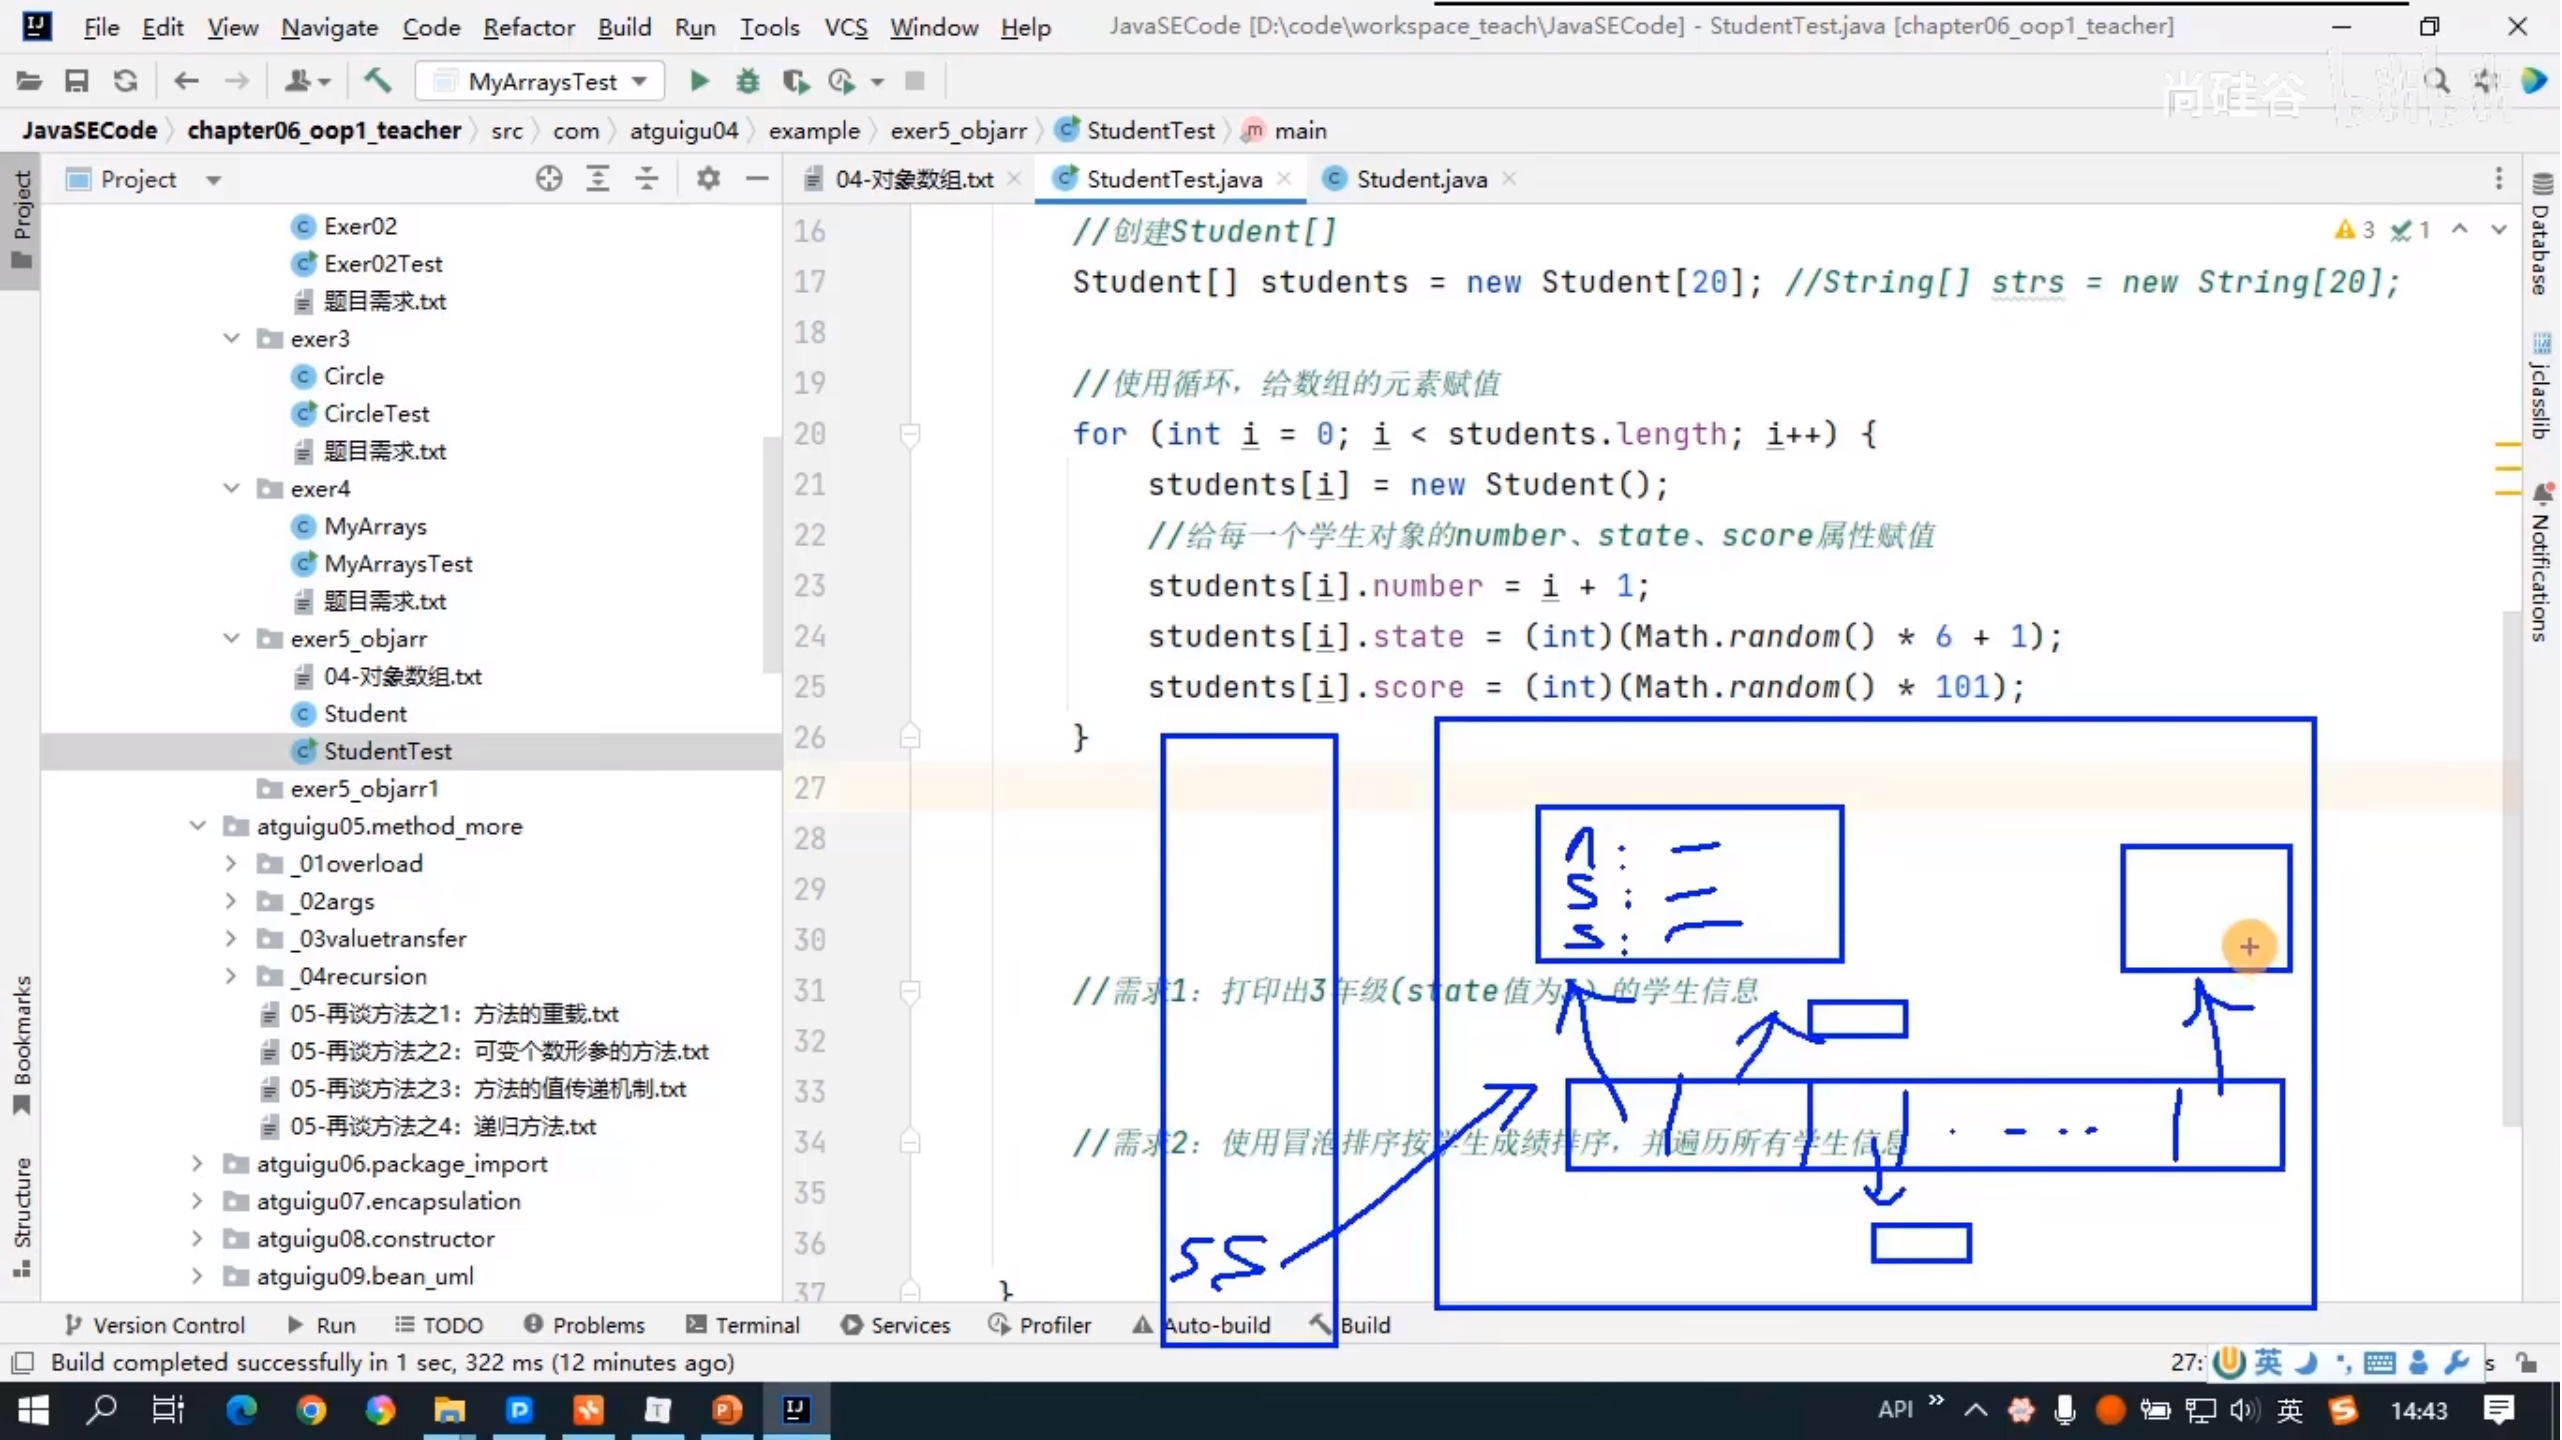 File Edit View Navigate Code Refactor Build Run Tools VCS Window Help JavaSECode [D:\code\workspace_teach\JavaSECode] - StudentTest.java [chapter06_oop1_teacher]
MyArraysTest
尚硅谷 bilibili
JavaSECode chapter06_oop1_teacher src com atguigu04 example exer5_objarr StudentTest main
Project
04-对象数组.txt StudentTest.java Student.java
Project
Bookmarks
Structure
Exer02
Exer02Test
题目需求.txt
exer3
Circle
CircleTest
题目需求.txt
exer4
MyArrays
MyArraysTest
题目需求.txt
exer5_objarr
04-对象数组.txt
Student
StudentTest
exer5_objarr1
atguigu05.method_more
_01overload
_02args
_03valuetransfer
_04recursion
05-再谈方法之1：方法的重载.txt
05-再谈方法之2：可变个数形参的方法.txt
05-再谈方法之3：方法的值传递机制.txt
05-再谈方法之4：递归方法.txt
atguigu06.package_import
atguigu07.encapsulation
atguigu08.constructor
atguigu09.bean_uml
3 1
16 //创建Student[]
17 Student[] students = new Student[20]; //String[] strs = new String[20];
18
19 //使用循环，给数组的元素赋值
20 for (int i = 0; i < students.length; i++) {
21 students[i] = new Student();
22 //给每一个学生对象的number、state、score属性赋值
23 students[i].number = i + 1;
24 students[i].state = (int)(Math.random() * 6 + 1);
25 students[i].score = (int)(Math.random() * 101);
26 }
27
28
29
30
31 //需求1：打印出3年级(state值为 ) 的学生信息
32
33
34 //需求2：使用冒泡排序按学生成绩排序，并遍历所有学生信息
35
36
37 }
n :
s :
s :
ss
Database
jclasslib
Notifications
Version Control Run TODO Problems Terminal Services Profiler Auto-build Build
Build completed successfully in 1 sec, 322 ms (12 minutes ago)
27: 英 s
API 英 14:43